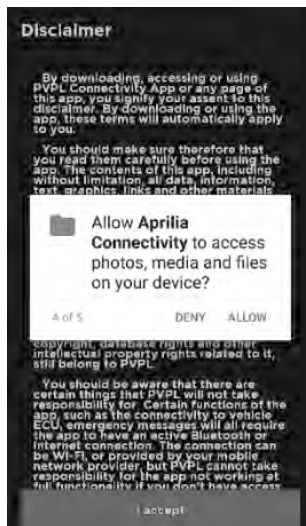 Disclaimer
By downloading, accessing or using
PVPL Connectivity App or any page of
this app, you signify your assent to this
disclaimer. By downloading or using the
app, these terms will automatically apply
to you.
You should make sure therefore that
you read them carefully before using the
app. The contents of this app, including
without limitation, all data, information,
text, graphics, links and other materials
Allow Aprilia
Connectivity to access
photos, media and files
on your device?
4 of 5
DENY
ALLOW
copyright, database rights and other
intellectual property rights related to it,
still belong to PVPL.
You should be aware that there are
certain things that PVPL will not take
responsibility for. Certain functions of the
app, such as the connectivity to vehicle
ECU, emergency messages will all require
the app to have an active Bluetooth or
Internet connection. The connection can
be Wi-Fi, or provided by your mobile
network provider, but PVPL cannot take
responsibility for the app not working at
full functionality if you don't have access
I accept